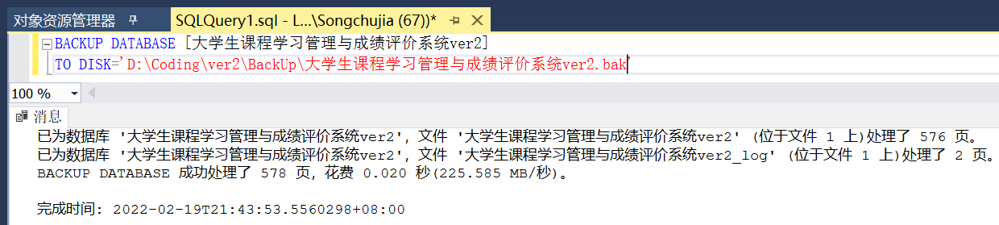 对象资源管理器
SQLQuery1.sql - L...\Songchujia (67))*
BACKUP DATABASE [大学生课程学习管理与成绩评价系统ver2]
TO DISK='D:\Coding\ver2\BackUp\大学生课程学习管理与成绩评价系统ver2.bak'
100 %
消息
已为数据库 '大学生课程学习管理与成绩评价系统ver2'，文件 '大学生课程学习管理与成绩评价系统ver2' (位于文件 1 上)处理了 576 页。
已为数据库 '大学生课程学习管理与成绩评价系统ver2'，文件 '大学生课程学习管理与成绩评价系统ver2_log' (位于文件 1 上)处理了 2 页。
BACKUP DATABASE 成功处理了 578 页，花费 0.020 秒(225.585 MB/秒)。
完成时间: 2022-02-19T21:43:53.5560298+08:00